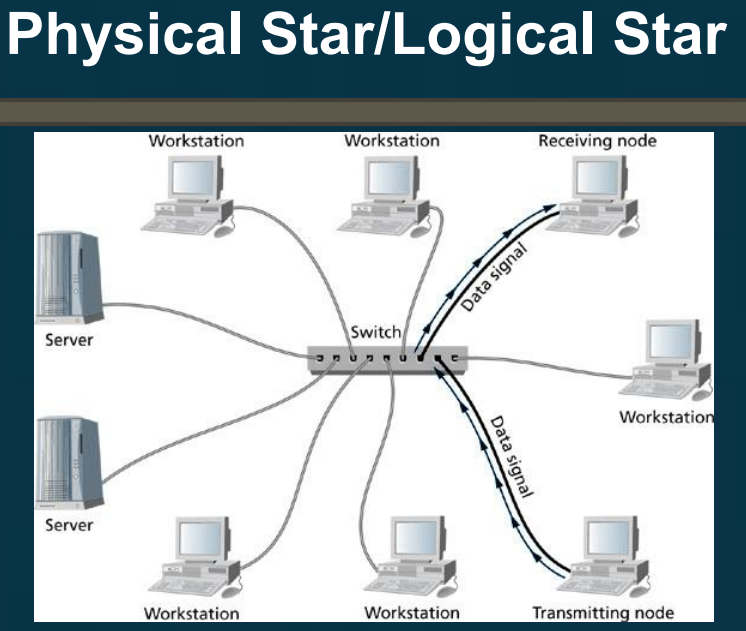 Physical Star/Logical Star
Workstation
Workstation
Receiving node
Data signal
Server
Switch
Workstation
Data signal
Server
Workstation
Workstation
Transmitting node